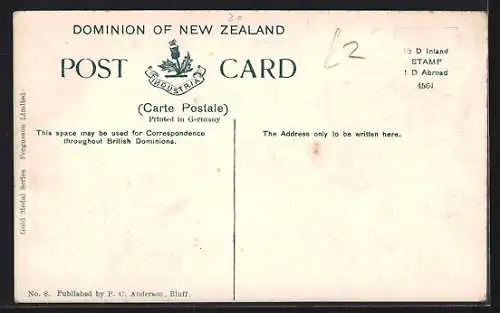 20
DOMINION OF NEW ZEALAND
POST CARD
INDUSTRIA
£2
½ D Inland
STAMP
1 D Abroad
4561
(Carte Postale)
Printed in Germany
This space may be used for Correspondence
throughout British Dominions.
The Address only to be written here.
Gold Medal Series Fergusson Limited
No. 8. Published by P. C. Anderson, Bluff.